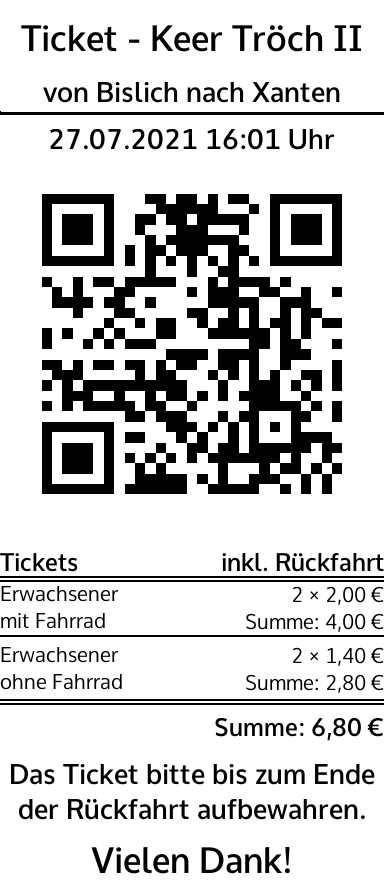 Ticket - Keer Tröch II
von Bislich nach Xanten
27.07.2021 16:01 Uhr
Tickets inkl. Rückfahrt
Erwachsener 2 × 2,00 €
mit Fahrrad Summe: 4,00 €
Erwachsener 2 × 1,40 €
ohne Fahrrad Summe: 2,80 €
Summe: 6,80 €
Das Ticket bitte bis zum Ende
der Rückfahrt aufbewahren.
Vielen Dank!